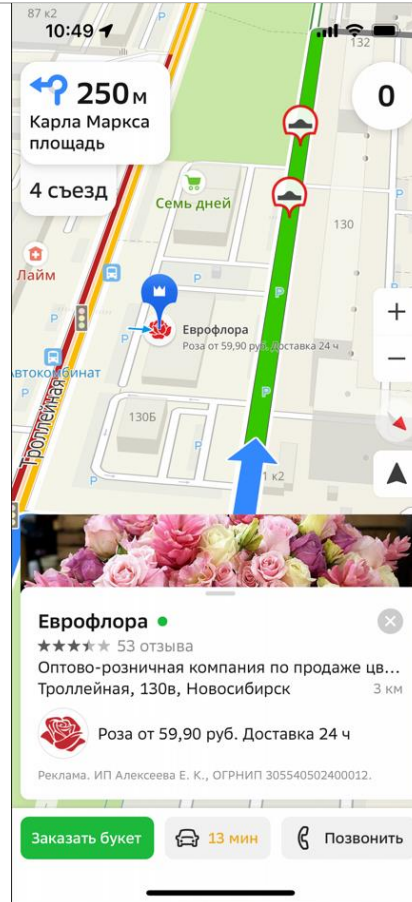 87 к2
10:49
132
250 м
Карла Маркса
площадь
0
4 съезд
Семь дней
130
Лайм
P
P
P
P
Еврофлора
Роза от 59,90 руб. Доставка 24 ч
+
−
Автокомбинат
P
P
130Б
Троллейная
P
1 к2
Еврофлора
53 отзыва
Оптово-розничная компания по продаже цв...
Троллейная, 130в, Новосибирск
3 км
Роза от 59,90 руб. Доставка 24 ч
Реклама. ИП Алексеева Е. К., ОГРНИП 305540502400012.
Заказать букет
13 мин
Позвонить